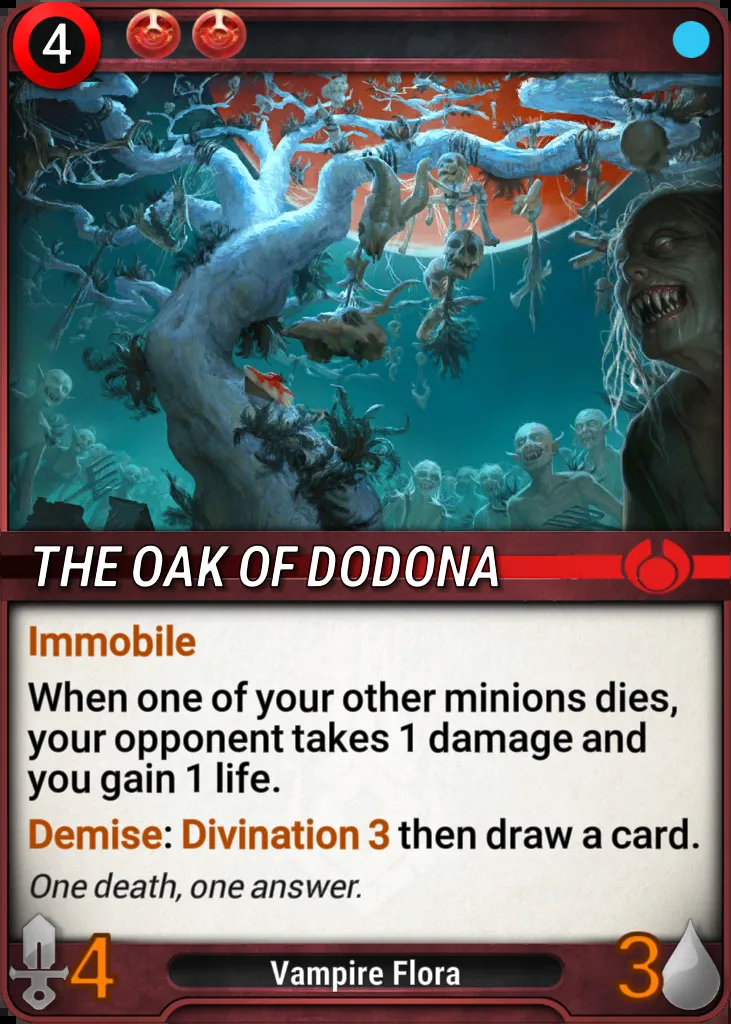 4
THE OAK OF DODONA
Immobile
When one of your other minions dies,
your opponent takes 1 damage and
you gain 1 life.
Demise: Divination 3 then draw a card.
One death, one answer.
4 Vampire Flora 3